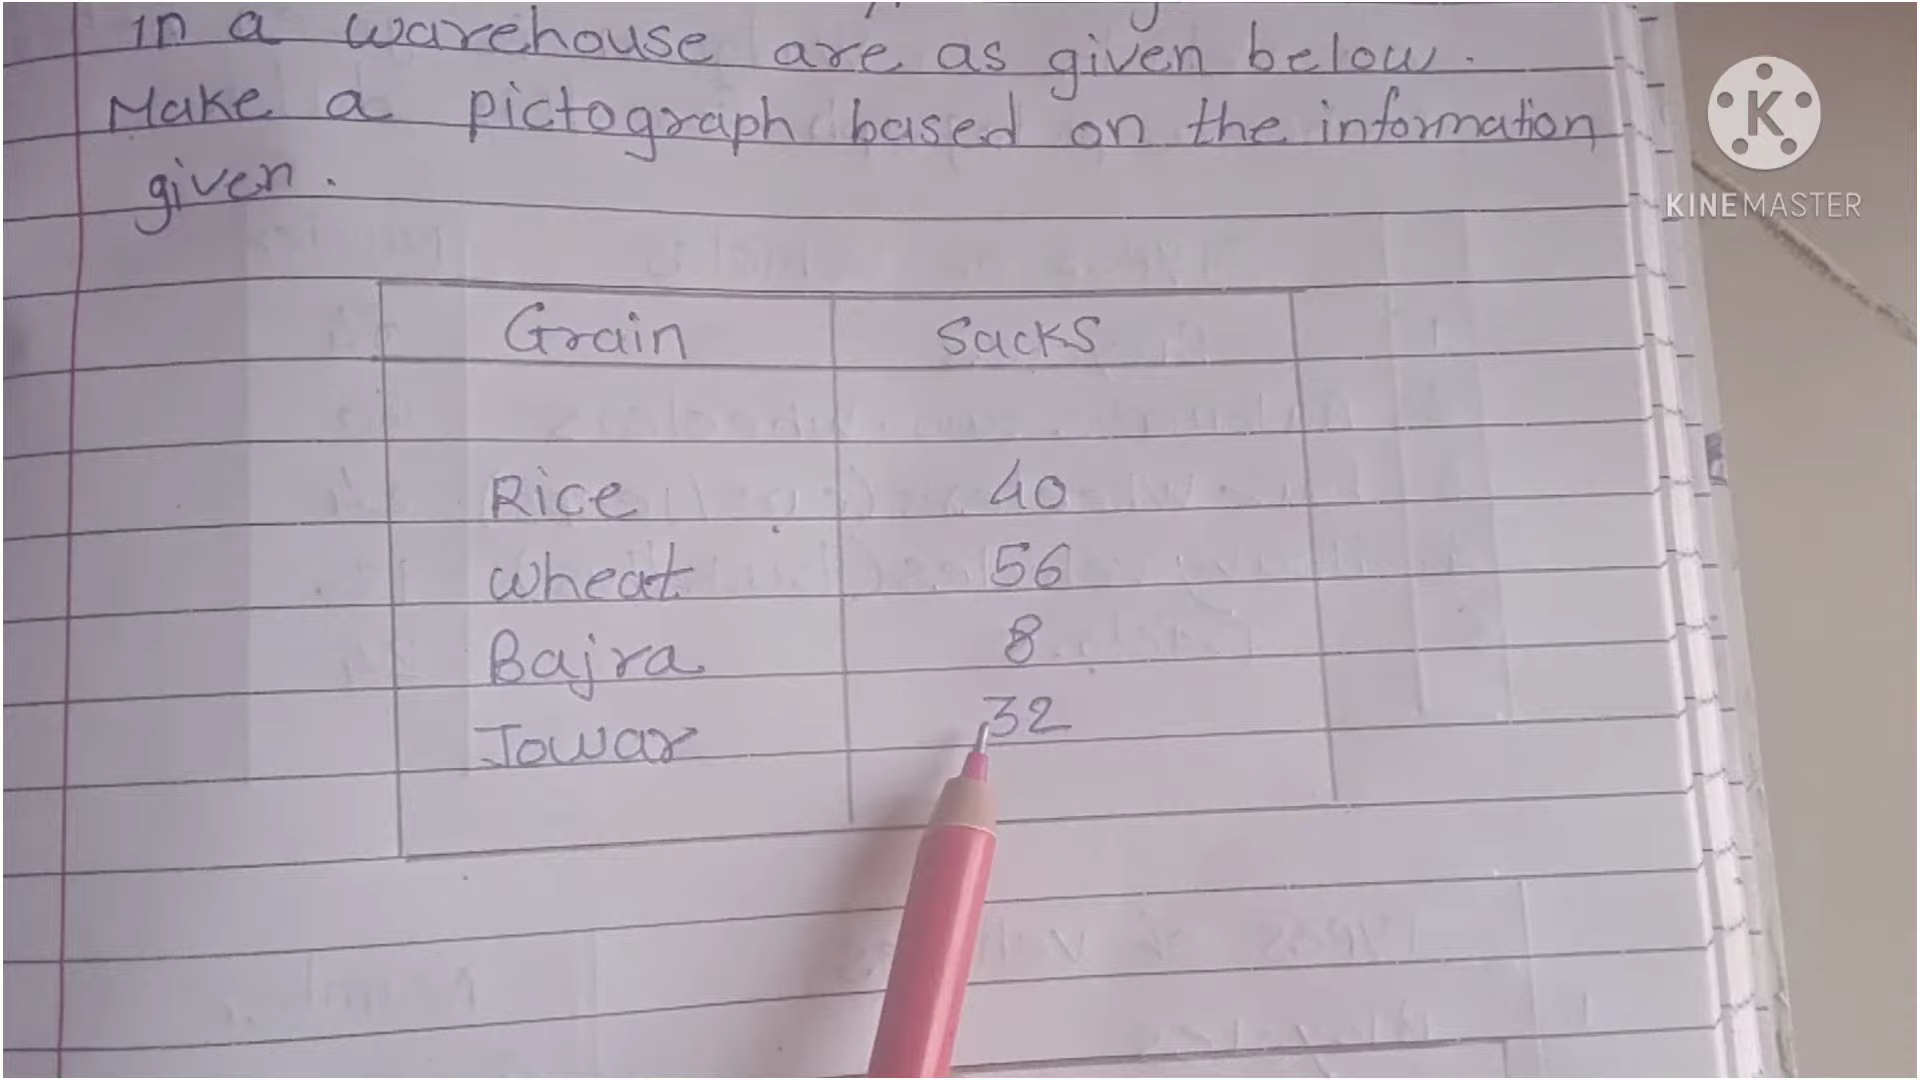 in a warehouse are as given below.
Make a pictograph based on the information
given.
Grain Sacks
Rice 40
Wheat 56
Bajra 8
Jowar 32
K
KINEMASTER